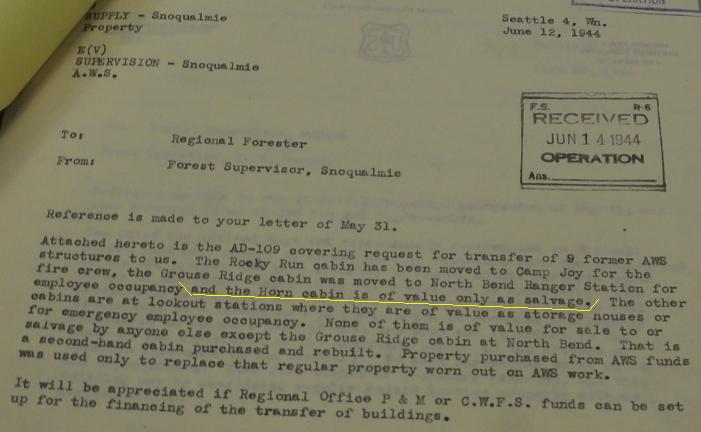 OPERATION
SUPPLY - Snoqualmie
Property
Seattle 4, Wn.
June 12, 1944
E(V)
SUPERVISION - Snoqualmie
A.W.S.
F.S. R-6
RECEIVED
JUN 14 1944
OPERATION
Ans.
To: Regional Forester
From: Forest Supervisor, Snoqualmie
Reference is made to your letter of May 31.
Attached hereto is the AD-109 covering request for transfer of 9 former AWS
structures to us. The Rocky Run cabin has been moved to Camp Joy for the
fire crew, the Grouse Ridge cabin was moved to North Bend Ranger Station for
employee occupancy and the Horn cabin is of value only as salvage. The other
cabins are at lookout stations where they are of value as storage houses or
for emergency employee occupancy. None of them is of value for sale to or
salvage by anyone else except the Grouse Ridge cabin at North Bend. That is
a second-hand cabin purchased and rebuilt. Property purchased from AWS funds
was used only to replace that regular property worn out on AWS work.
It will be appreciated if Regional Office P & M or C.W.F.S. funds can be set
up for the financing of the transfer of buildings.